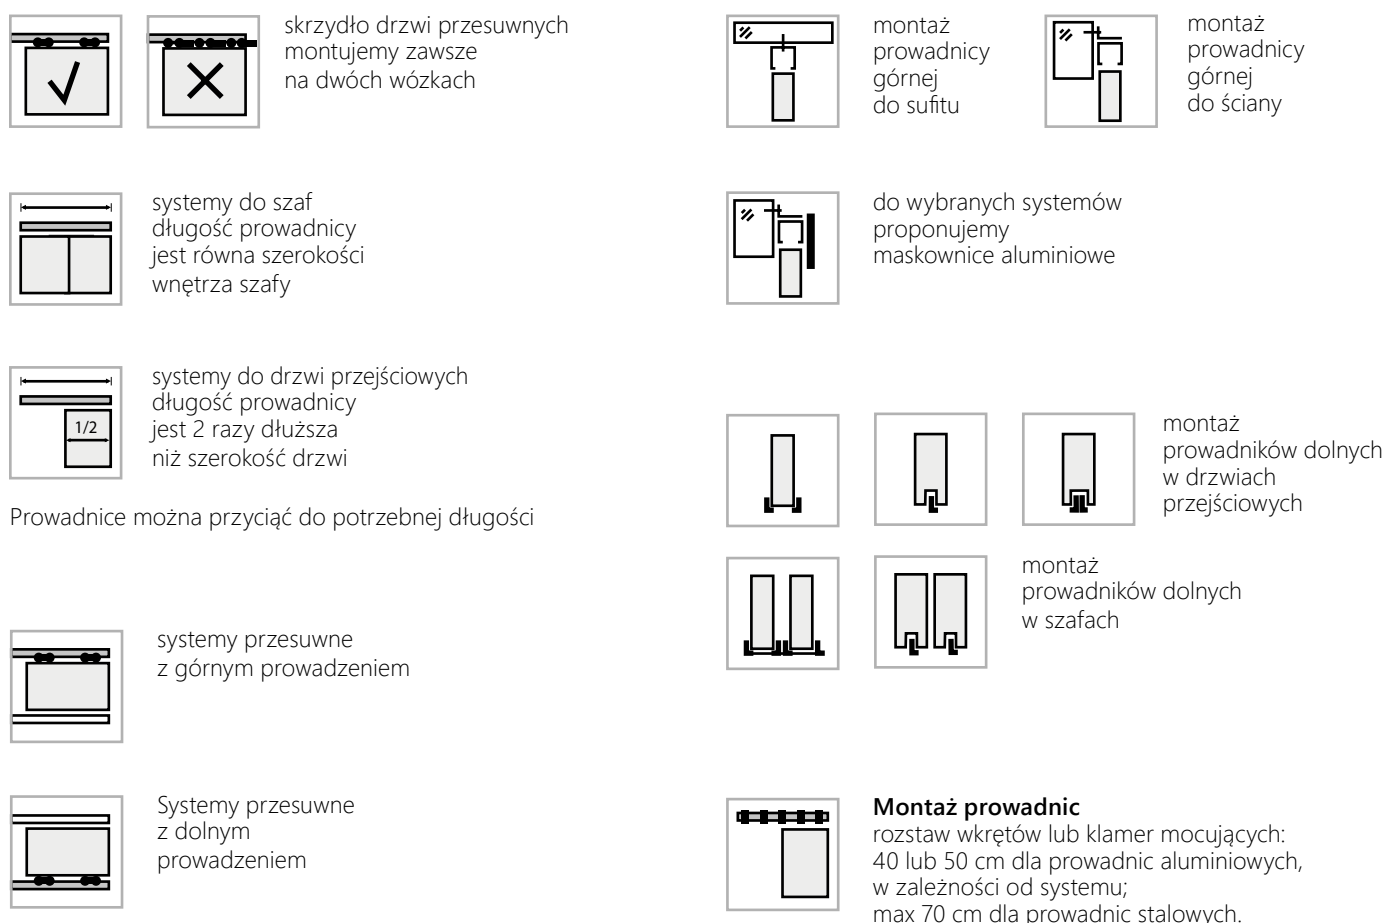 skrzydło drzwi przesuwnych
montujemy zawsze
na dwóch wózkach
systemy do szaf
długość prowadnicy
jest równa szerokości
wnętrza szafy
systemy do drzwi przejściowych
długość prowadnicy
jest 2 razy dłuższa
niż szerokość drzwi
1/2
Prowadnice można przyciąć do potrzebnej długości
systemy przesuwne
z górnym prowadzeniem
Systemy przesuwne
z dolnym
prowadzeniem
montaż
prowadnicy
górnej
do sufitu
montaż
prowadnicy
górnej
do ściany
do wybranych systemów
proponujemy
maskownice aluminiowe
montaż
prowadników dolnych
w drzwiach
przejściowych
montaż
prowadników dolnych
w szafach
Montaż prowadnic
rozstaw wkrętów lub klamer mocujących:
40 lub 50 cm dla prowadnic aluminiowych,
w zależności od systemu;
max 70 cm dla prowadnic stalowych.